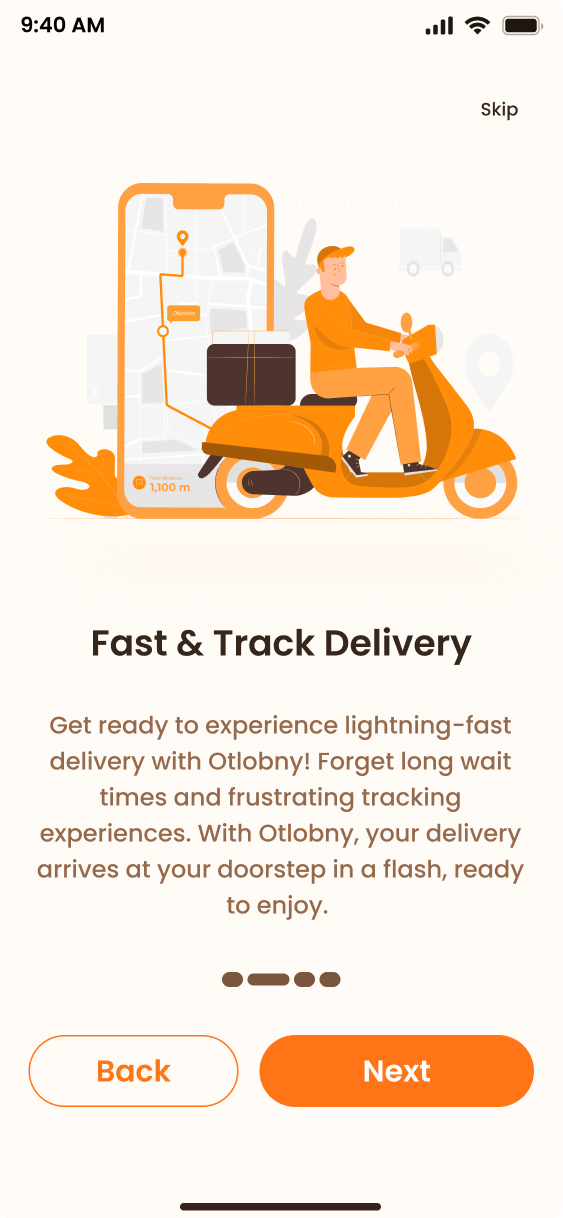 9:40 AM
Skip
Objective
Total distance
1,100 m
Fast & Track Delivery
Get ready to experience lightning-fast
delivery with Otlobny! Forget long wait
times and frustrating tracking
experiences. With Otlobny, your delivery
arrives at your doorstep in a flash, ready
to enjoy.
Back
Next